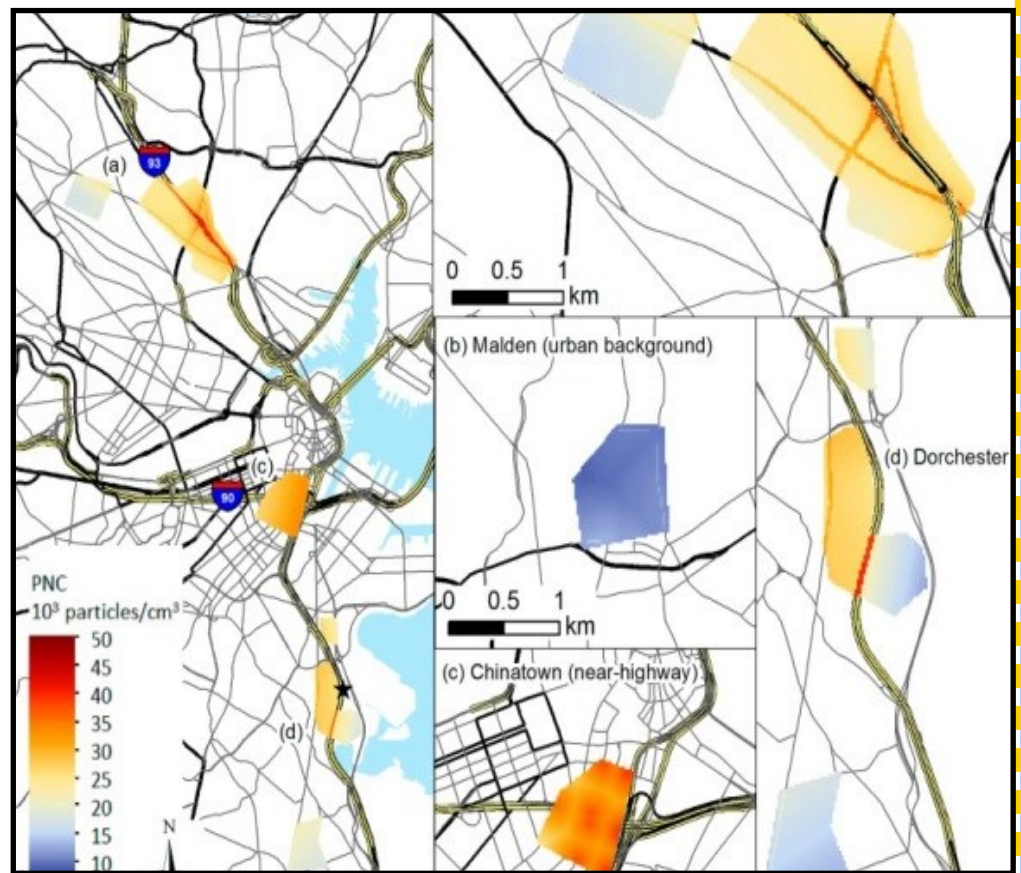 (a)
93
0 0.5 1
km
(b) Malden (urban background)
(d) Dorchester
(c)
90
PNC
10³ particles/cm³
50
45
40
35
30
25
20
15
10
0 0.5 1
km
(c) Chinatown (near-highway)
(d)
N